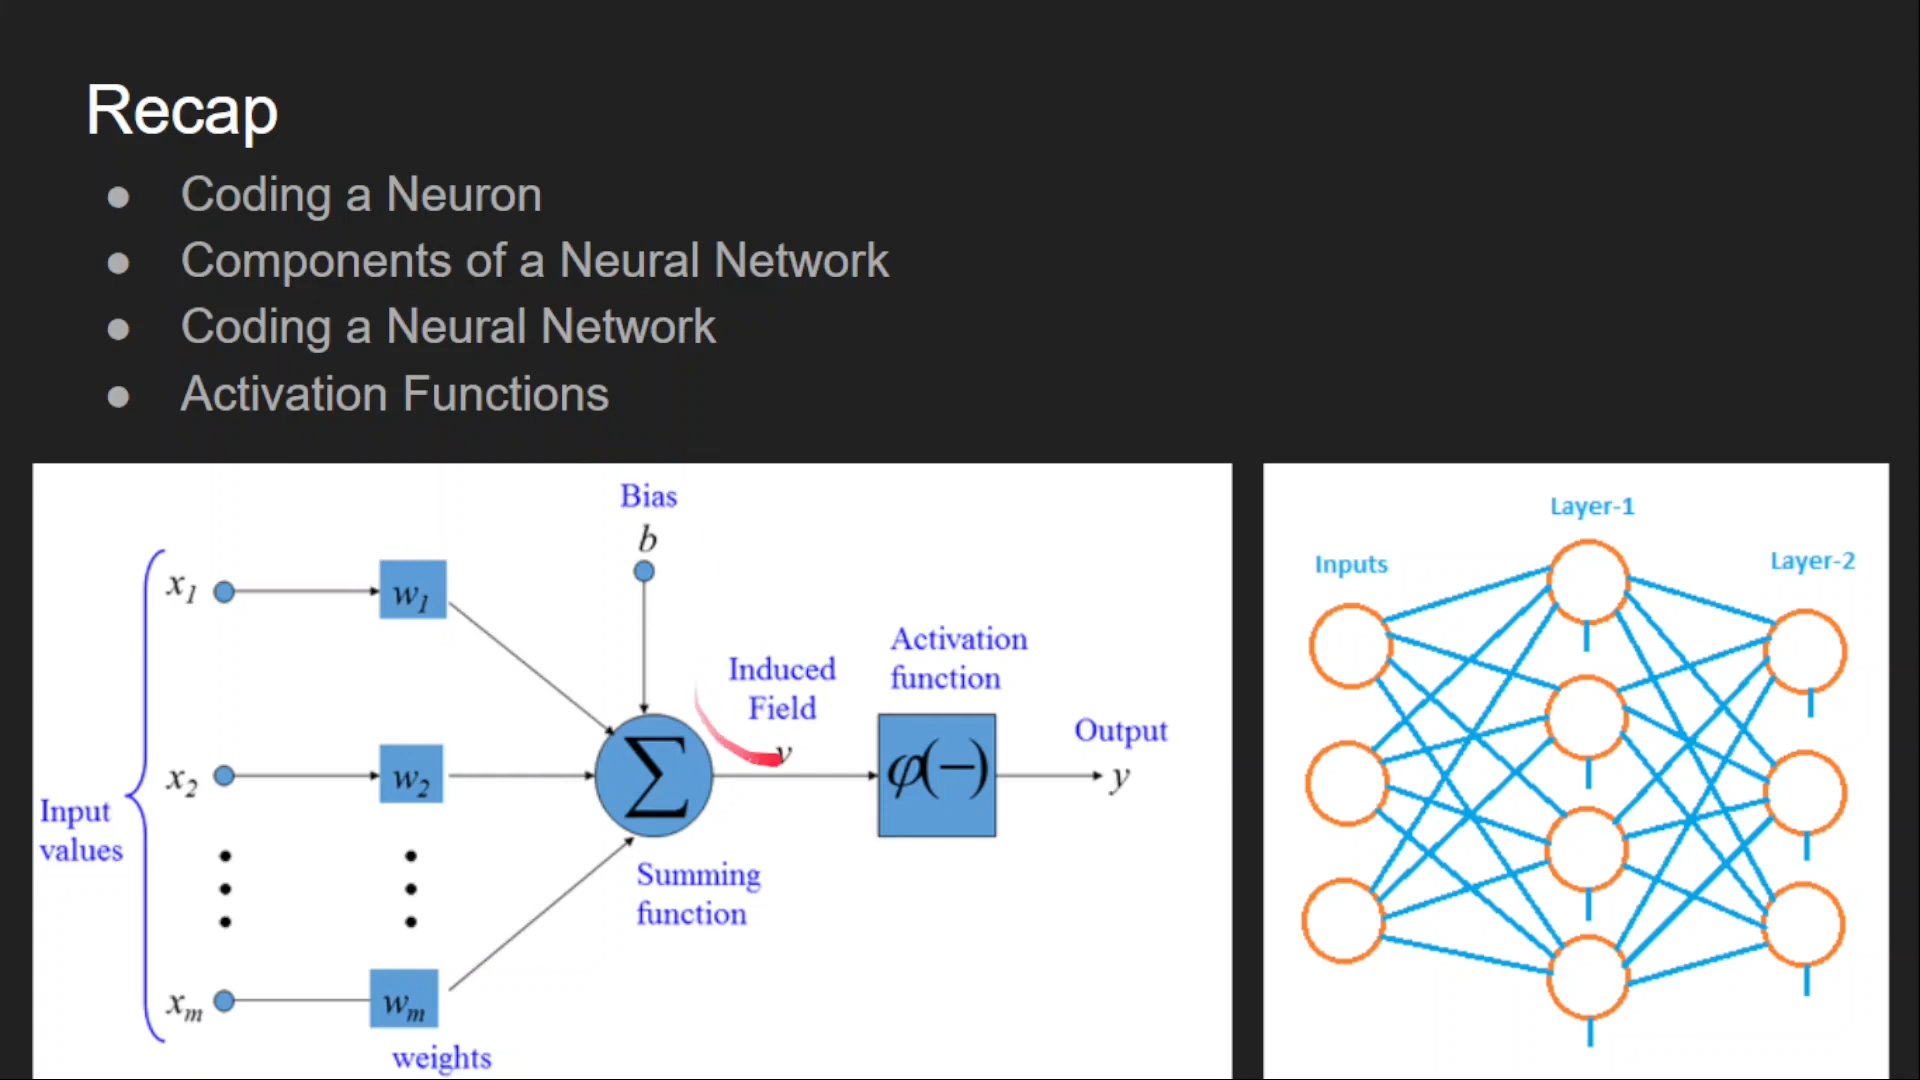 Recap
● Coding a Neuron
● Components of a Neural Network
● Coding a Neural Network
● Activation Functions
Bias
b
x1
w1
Induced
Field
v
Activation
function
φ(−)
Output
y
Σ
x2
w2
Input
values
Summing
function
xm
wm
weights
Layer-1
Inputs
Layer-2